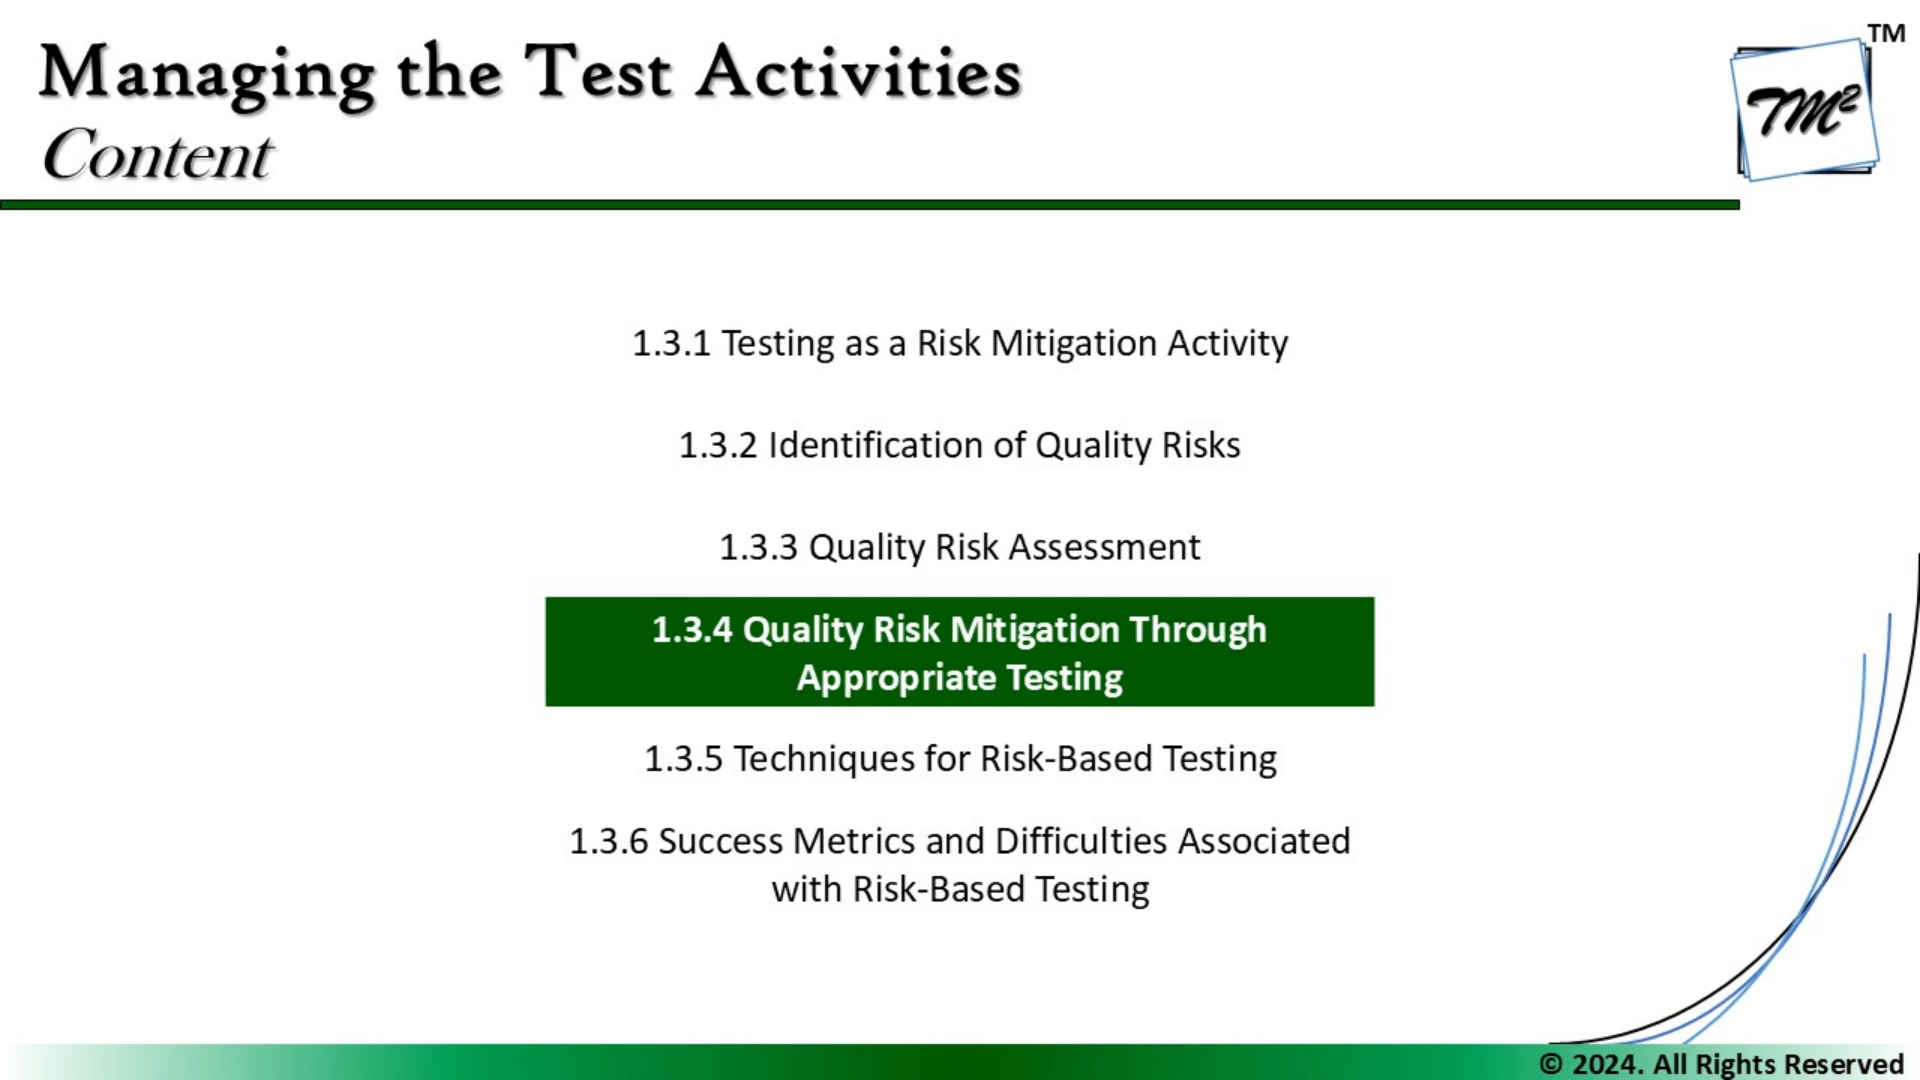 Managing the Test Activities
Content
TM
TM²
1.3.1 Testing as a Risk Mitigation Activity
1.3.2 Identification of Quality Risks
1.3.3 Quality Risk Assessment
1.3.4 Quality Risk Mitigation Through
Appropriate Testing
1.3.5 Techniques for Risk-Based Testing
1.3.6 Success Metrics and Difficulties Associated
with Risk-Based Testing
© 2024. All Rights Reserved